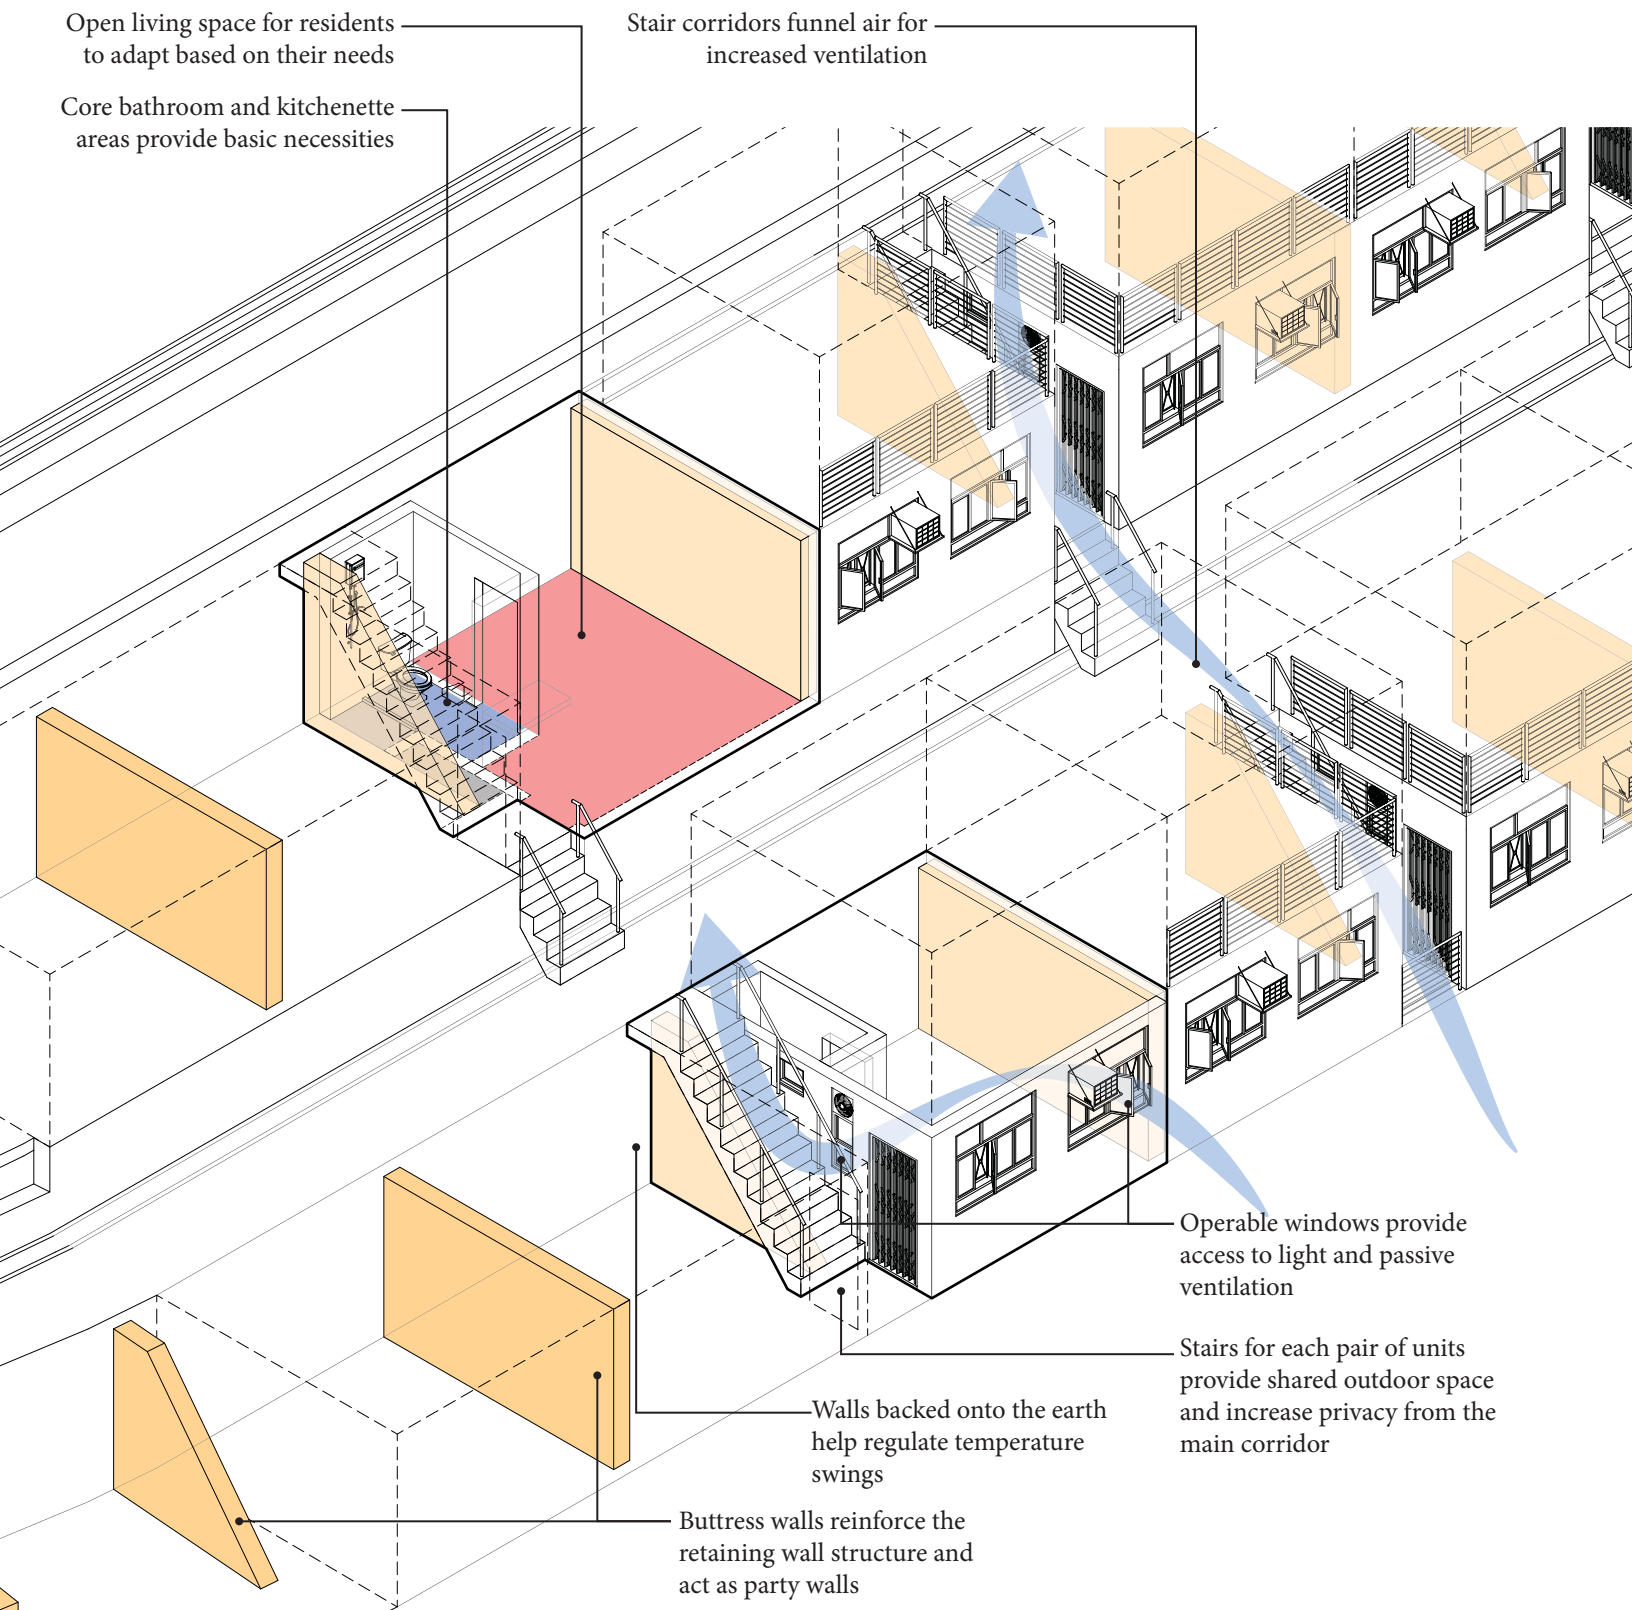 Open living space for residents
to adapt based on their needs
Core bathroom and kitchenette
areas provide basic necessities
Stair corridors funnel air for
increased ventilation
Operable windows provide
access to light and passive
ventilation
Stairs for each pair of units
provide shared outdoor space
and increase privacy from the
main corridor
Walls backed onto the earth
help regulate temperature
swings
Buttress walls reinforce the
retaining wall structure and
act as party walls